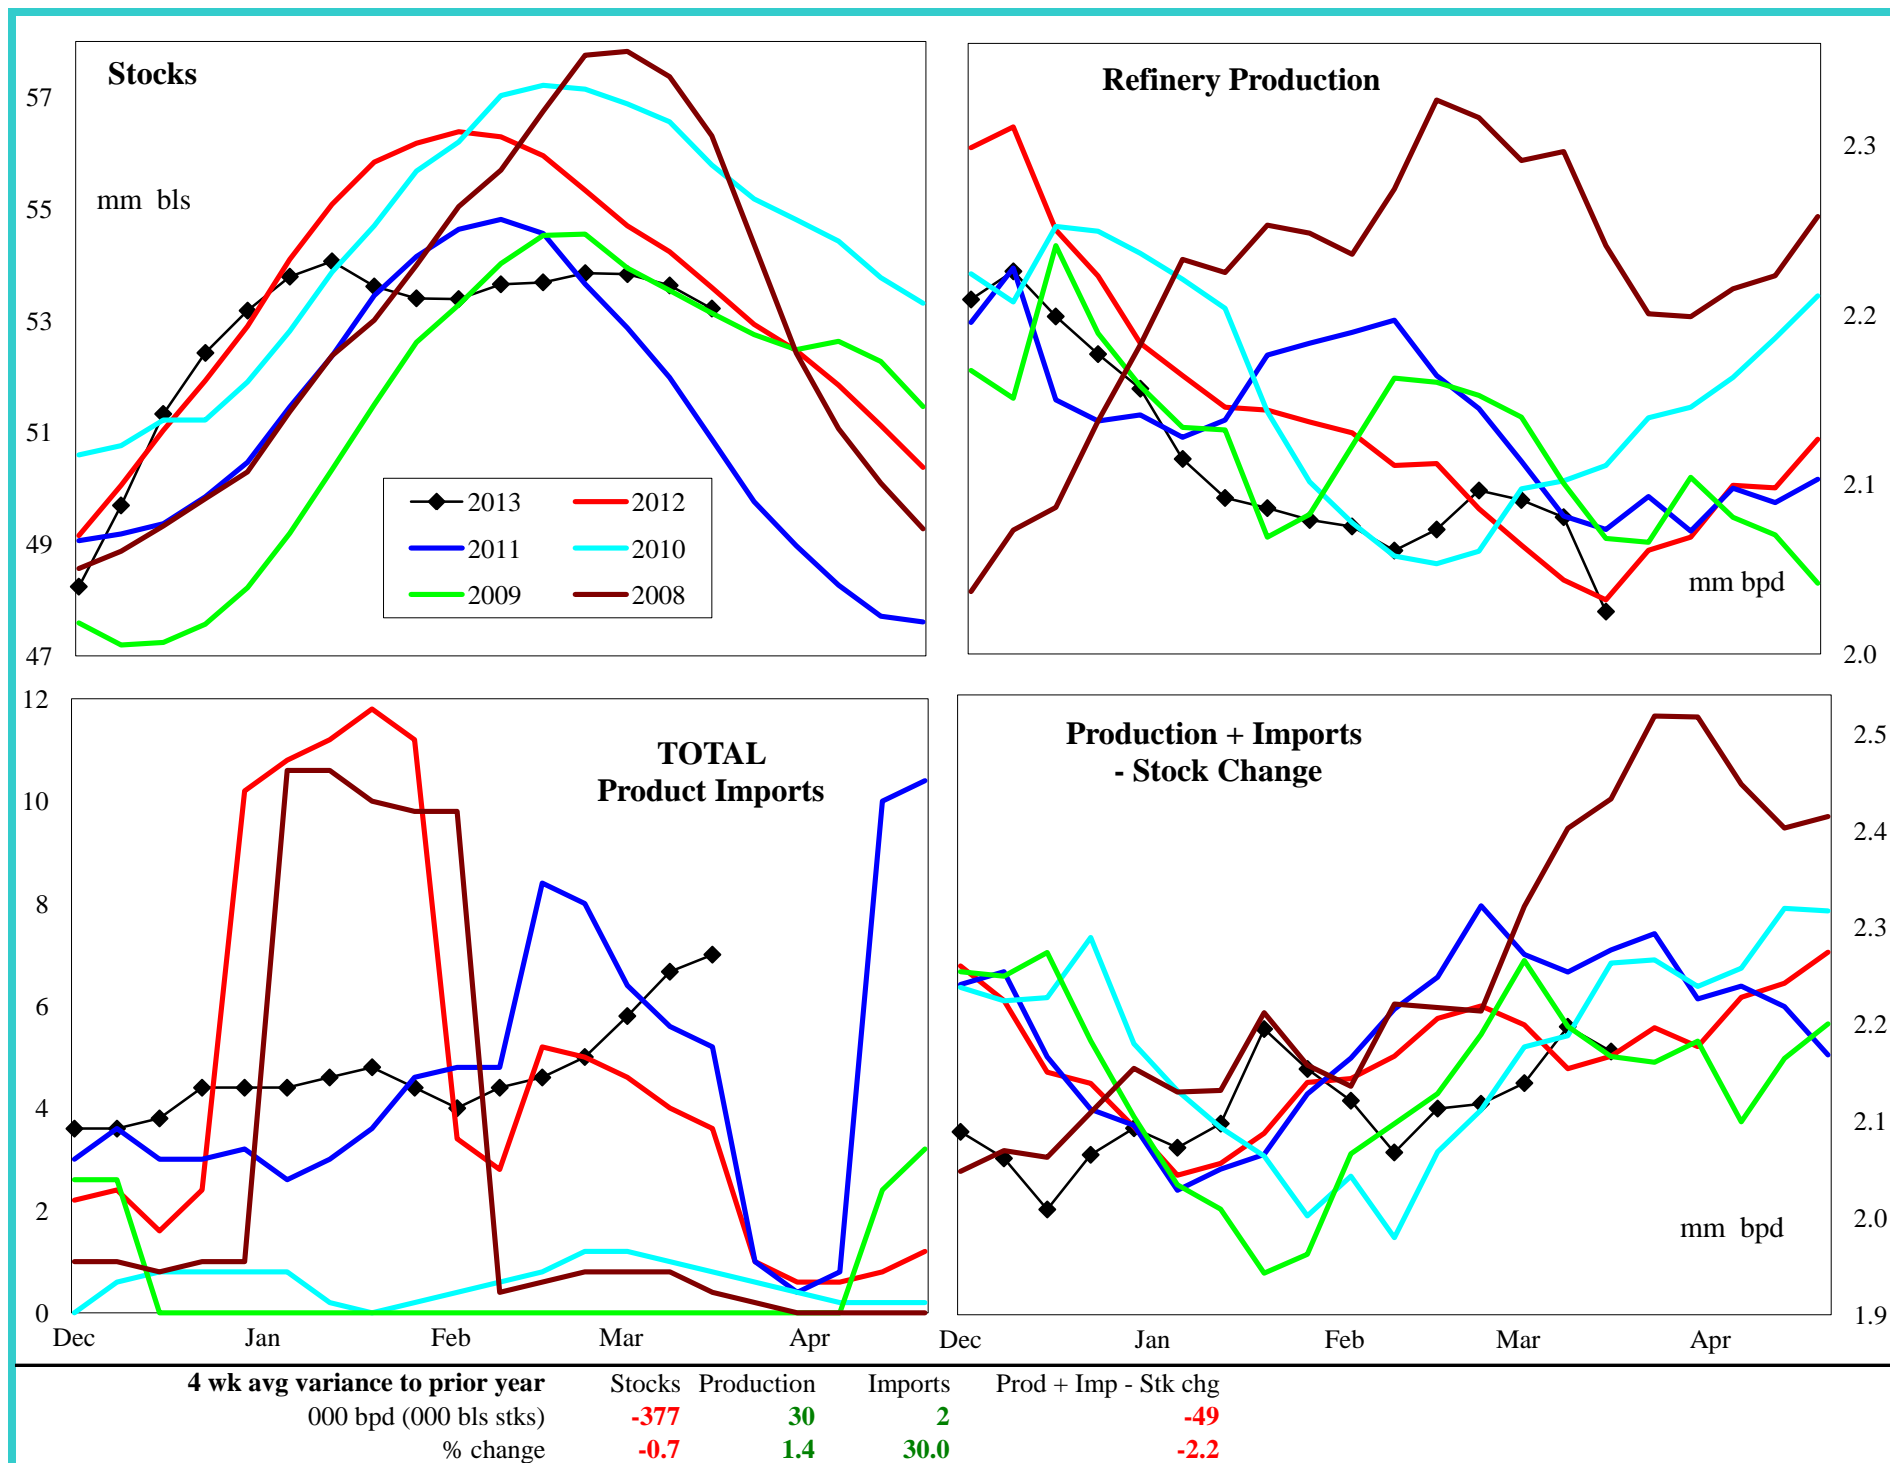 Stocks
mm bls
57
55
53
51
49
47
2013
2012
2011
2010
2009
2008
Refinery Production
2.3
2.2
2.1
2.0
mm bpd
TOTAL
Product Imports
12
10
8
6
4
2
0
Dec Jan Feb Mar Apr
Production + Imports
- Stock Change
2.5
2.4
2.3
2.2
2.1
2.0
1.9
mm bpd
Dec Jan Feb Mar Apr
4 wk avg variance to prior year Stocks Production Imports Prod + Imp - Stk chg
000 bpd (000 bls stks) -377 30 2 -49
% change -0.7 1.4 30.0 -2.2